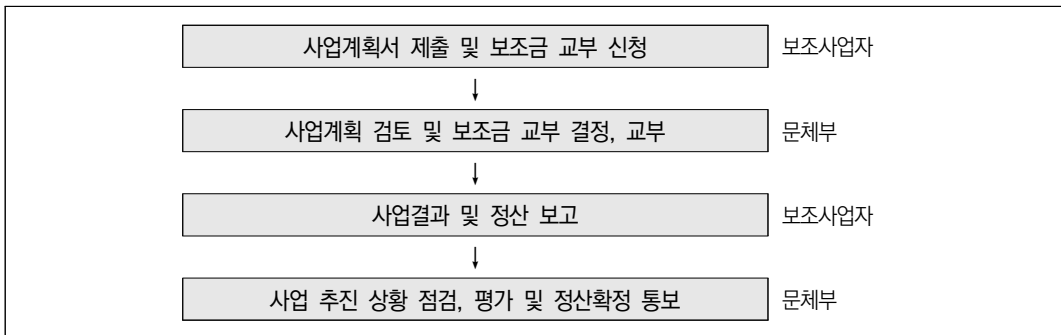 사업계획서 제출 및 보조금 교부 신청 보조사업자
↓
사업계획 검토 및 보조금 교부 결정, 교부 문체부
↓
사업결과 및 정산 보고 보조사업자
↓
사업 추진 상황 점검, 평가 및 정산확정 통보 문체부